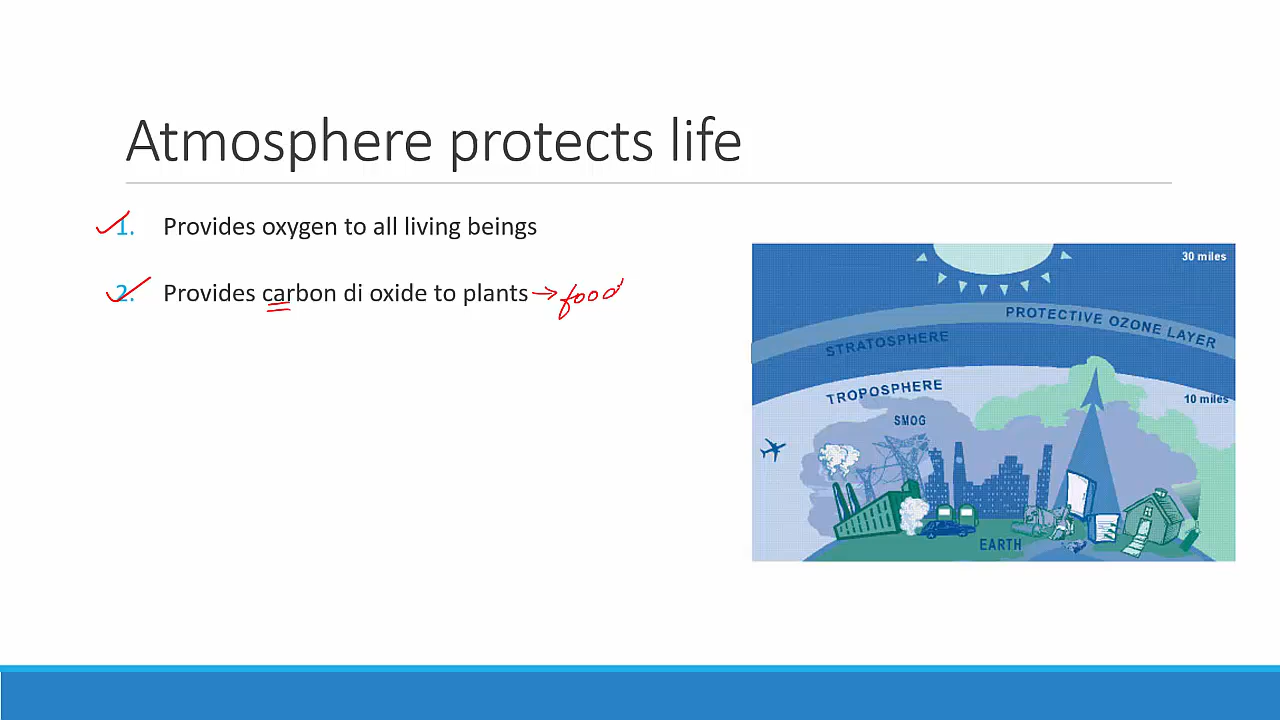 Atmosphere protects life
1. Provides oxygen to all living beings
2. Provides carbon di oxide to plants → food
30 miles
PROTECTIVE OZONE LAYER
STRATOSPHERE
TROPOSPHERE
10 miles
SMOG
EARTH